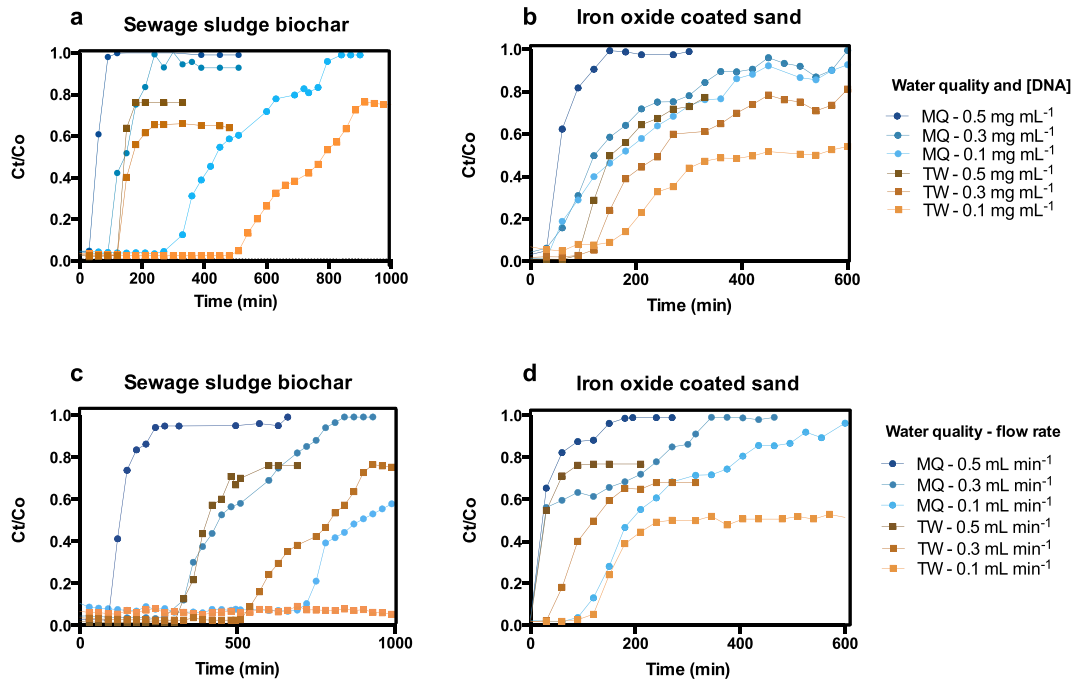 a
Sewage sludge biochar
1.0
0.8
0.6
0.4
0.2
0.0
Ct/Co
0
200
400
600
800
1000
Time (min)
b
Iron oxide coated sand
1.0
0.8
0.6
0.4
0.2
0.0
Ct/Co
0
200
400
600
Time (min)
Water quality and [DNA]
MQ - 0.5 mg mL⁻¹
MQ - 0.3 mg mL⁻¹
MQ - 0.1 mg mL⁻¹
TW - 0.5 mg mL⁻¹
TW - 0.3 mg mL⁻¹
TW - 0.1 mg mL⁻¹
c
Sewage sludge biochar
1.0
0.8
0.6
0.4
0.2
0.0
Ct/Co
0
500
1000
Time (min)
d
Iron oxide coated sand
1.0
0.8
0.6
0.4
0.2
0.0
Ct/Co
0
200
400
600
Time (min)
Water quality - flow rate
MQ - 0.5 mL min⁻¹
MQ - 0.3 mL min⁻¹
MQ - 0.1 mL min⁻¹
TW - 0.5 mL min⁻¹
TW - 0.3 mL min⁻¹
TW - 0.1 mL min⁻¹